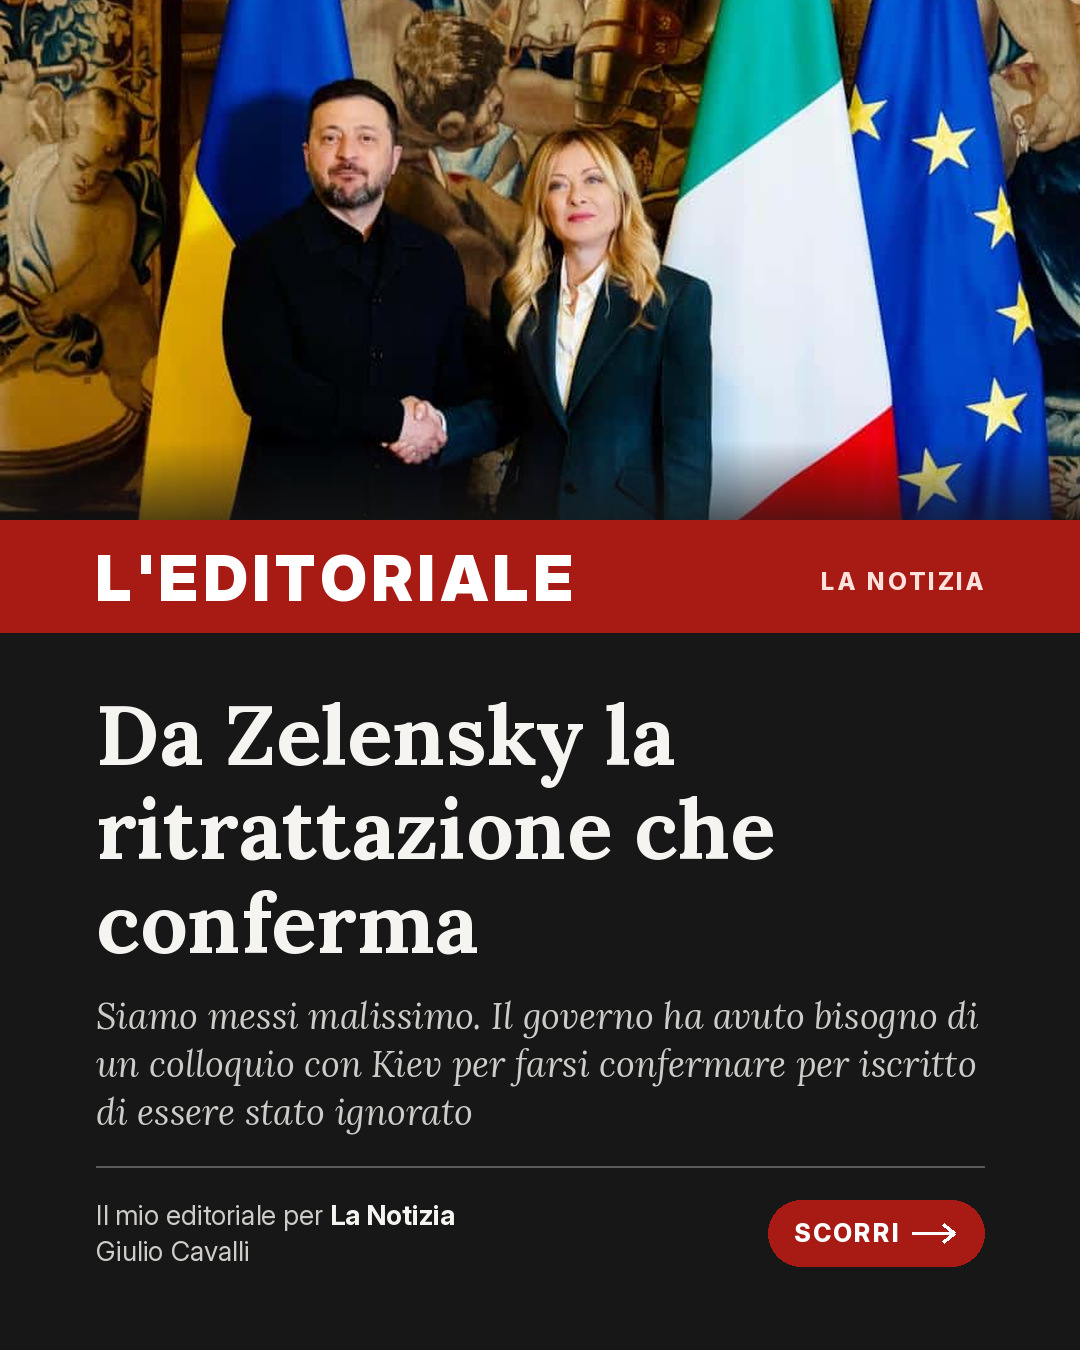 L'EDITORIALE
LA NOTIZIA
Da Zelensky la
ritrattazione che
conferma
Siamo messi malissimo. Il governo ha avuto bisogno di
un colloquio con Kiev per farsi confermare per iscritto
di essere stato ignorato
Il mio editoriale per La Notizia
Giulio Cavalli
SCORRI